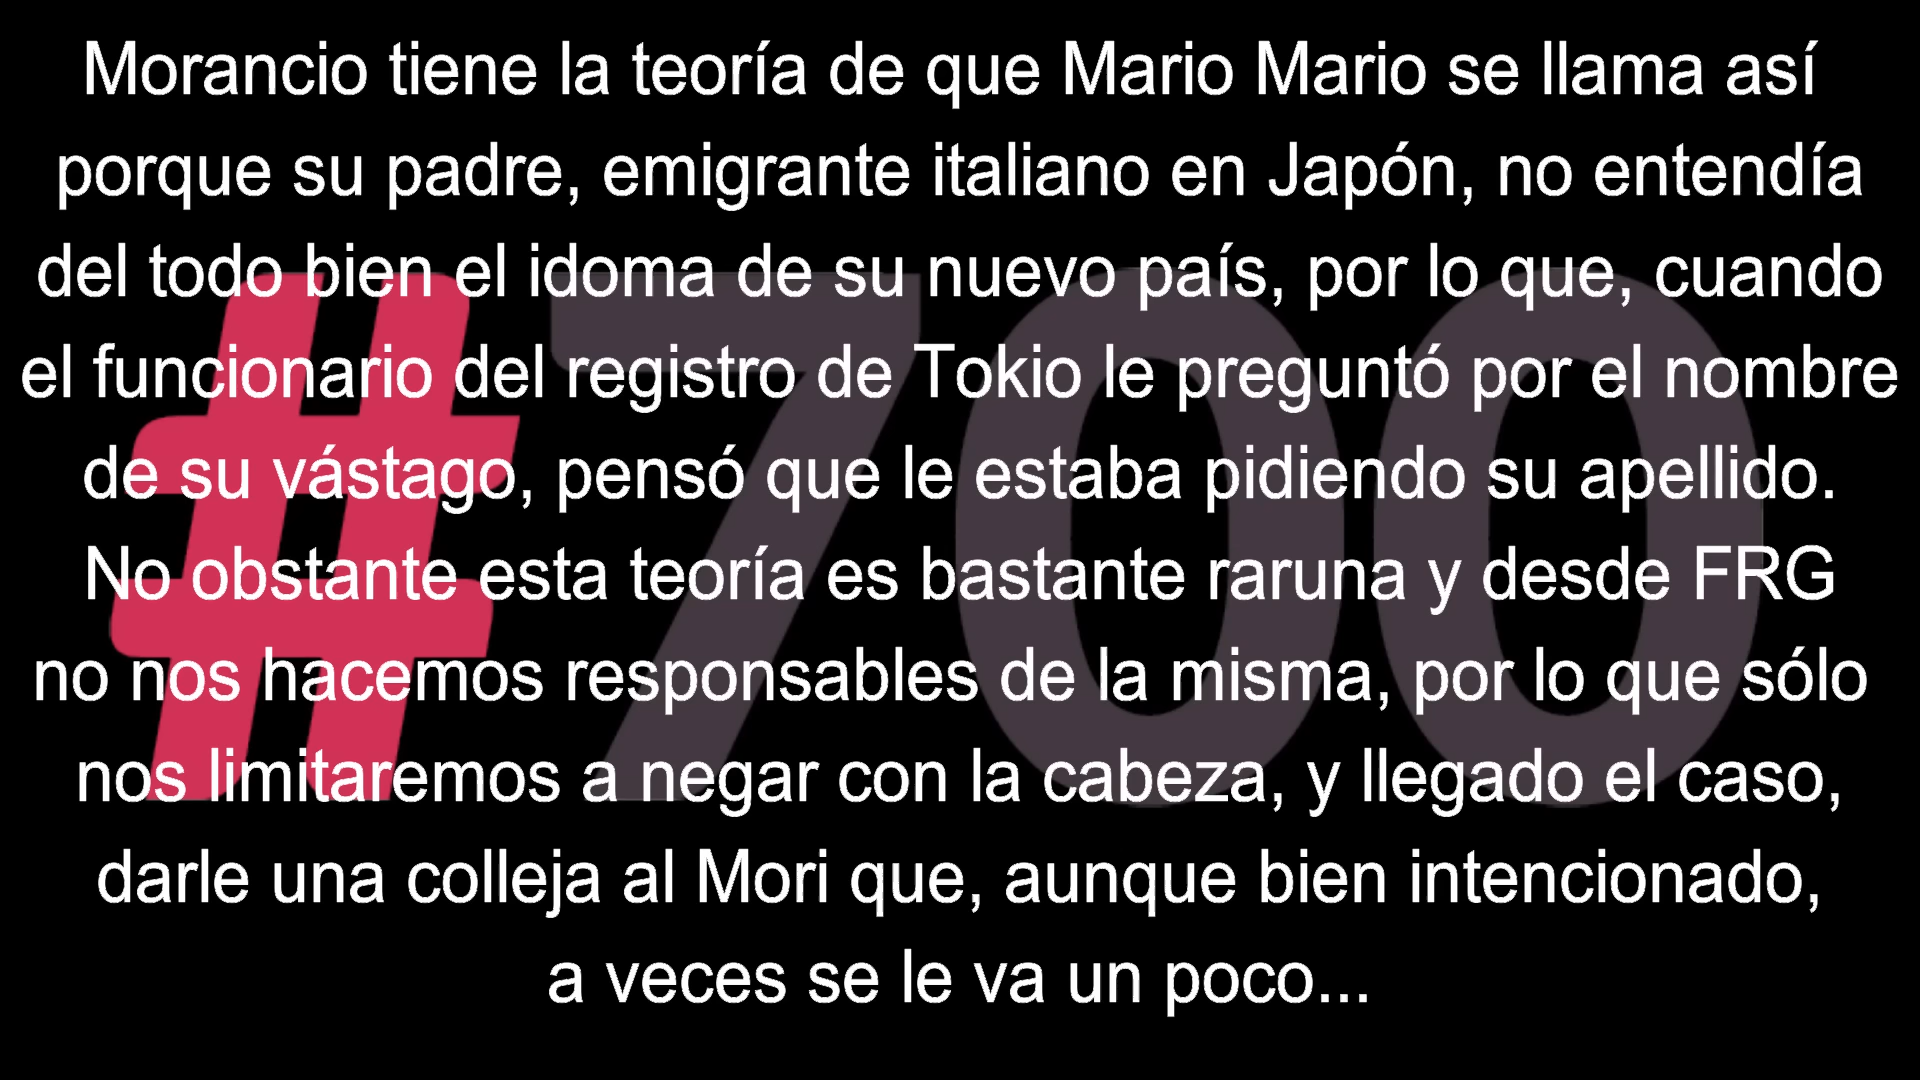 Morancio tiene la teoría de que Mario Mario se llama así
porque su padre, emigrante italiano en Japón, no entendía
del todo bien el idoma de su nuevo país, por lo que, cuando
el funcionario del registro de Tokio le preguntó por el nombre
de su vástago, pensó que le estaba pidiendo su apellido.
No obstante esta teoría es bastante raruna y desde FRG
no nos hacemos responsables de la misma, por lo que sólo
nos limitaremos a negar con la cabeza, y llegado el caso,
darle una colleja al Mori que, aunque bien intencionado,
a veces se le va un poco...
#700